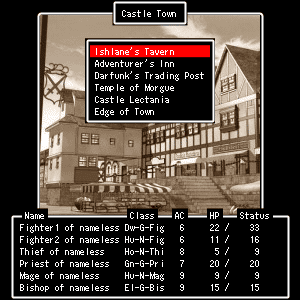 Castle Town
Ishlane's Tavern
Adventurer's Inn
Darfunk's Trading Post
Temple of Morgue
Castle Lectania
Edge of Town
Name Class AC HP Status
Fighter1 of nameless Dw-G-Fig 6 22 / 33
Fighter2 of nameless Hu-N-Fig 6 11 / 16
Thief of nameless Ho-N-Thi 8 5 / 9
Priest of nameless Gn-G-Pri 7 20 / 20
Mage of nameless Hu-N-Mag 9 9 / 9
Bishop of nameless El-G-Bis 9 15 / 15